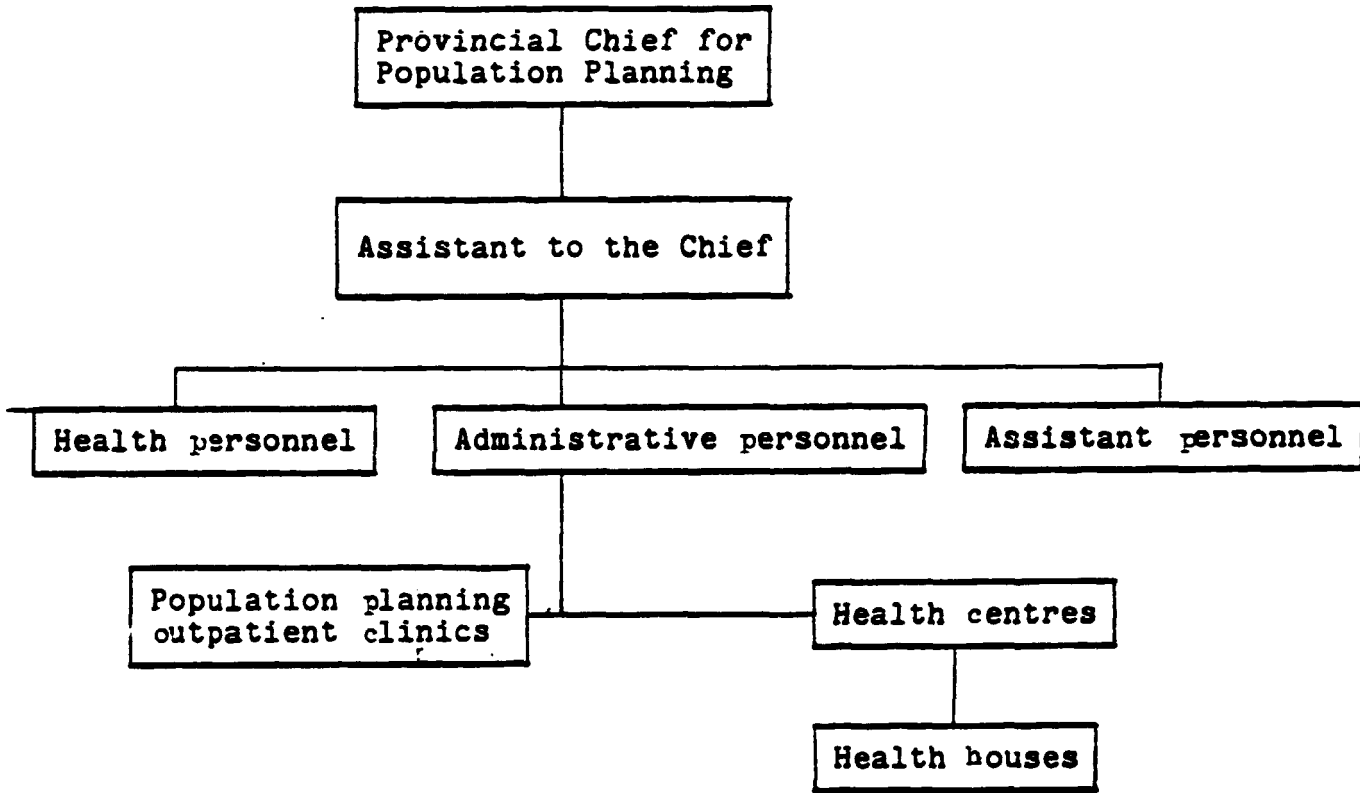 Provincial Chief for
Population Planning
Assistant to the Chief
Health personnel
Administrative personnel
Assistant personnel
Population planning
outpatient clinics
Health centres
Health houses